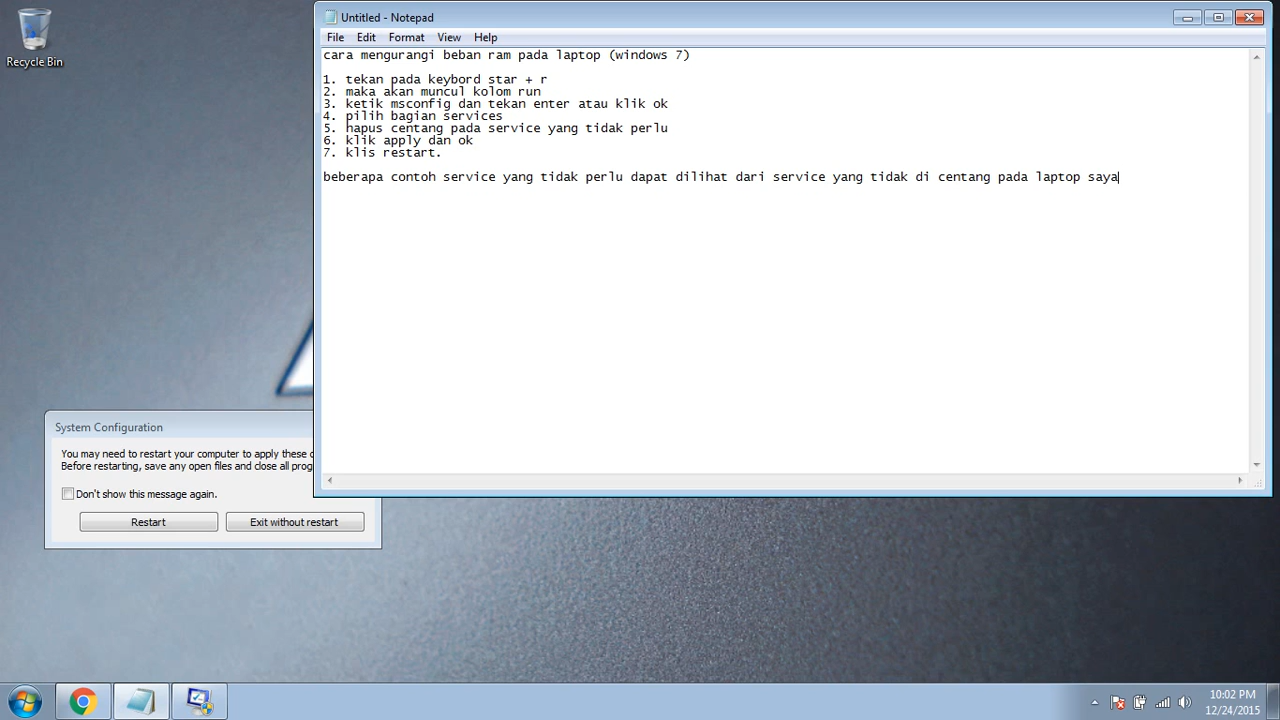 Recycle Bin
Untitled - Notepad
File Edit Format View Help
cara mengurangi beban ram pada laptop (windows 7)
1. tekan pada keybord star + r
2. maka akan muncul kolom run
3. ketik msconfig dan tekan enter atau klik ok
4. pilih bagian services
5. hapus centang pada service yang tidak perlu
6. klik apply dan ok
7. klis restart.
beberapa contoh service yang tidak perlu dapat dilihat dari service yang tidak di centang pada laptop saya
System Configuration
You may need to restart your computer to apply these
Before restarting, save any open files and close all
Don't show this message again.
Restart Exit without restart
10:02 PM
12/24/2015